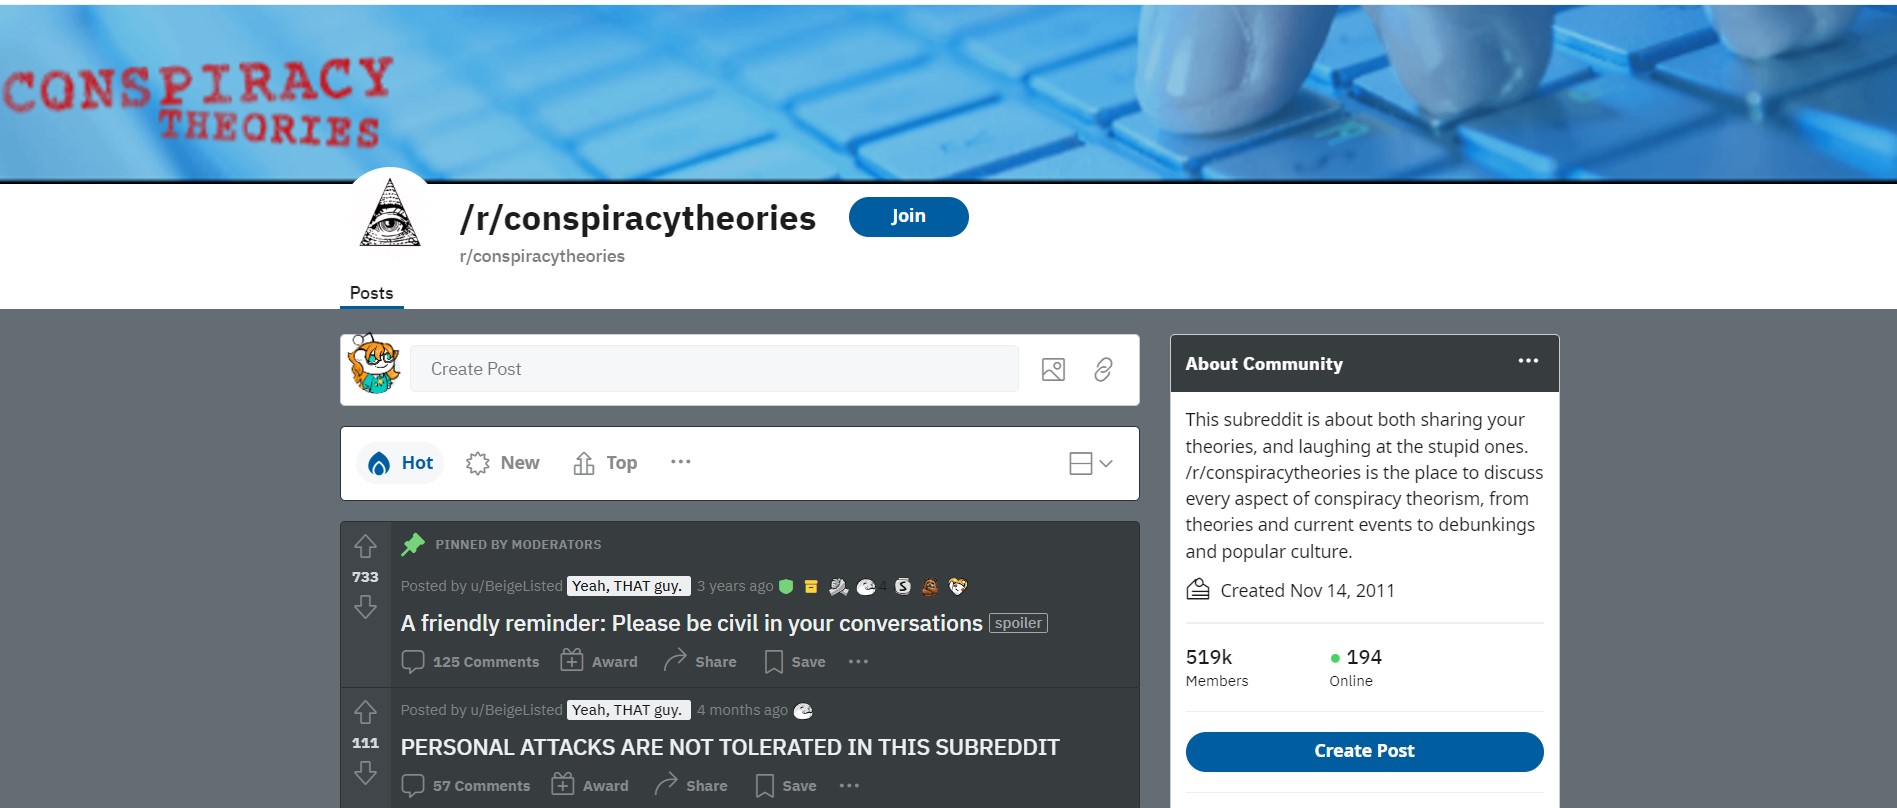 CONSPIRACY
THEORIES
/r/conspiracytheories
Join
r/conspiracytheories
Posts
Create Post
Hot
New
Top
PINNED BY MODERATORS
733
Posted by u/BeigeListed Yeah, THAT guy. 3 years ago 4 S
A friendly reminder: Please be civil in your conversations spoiler
125 Comments Award Share Save
Posted by u/BeigeListed Yeah, THAT guy. 4 months ago
111
PERSONAL ATTACKS ARE NOT TOLERATED IN THIS SUBREDDIT
57 Comments Award Share Save
About Community
This subreddit is about both sharing your
theories, and laughing at the stupid ones.
/r/conspiracytheories is the place to discuss
every aspect of conspiracy theorism, from
theories and current events to debunkings
and popular culture.
Created Nov 14, 2011
519k
Members
194
Online
Create Post